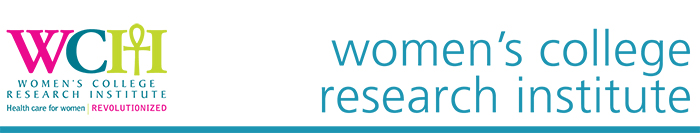 WCH
WOMEN'S COLLEGE
RESEARCH INSTITUTE
Health care for women | REVOLUTIONIZED
women's college
research institute